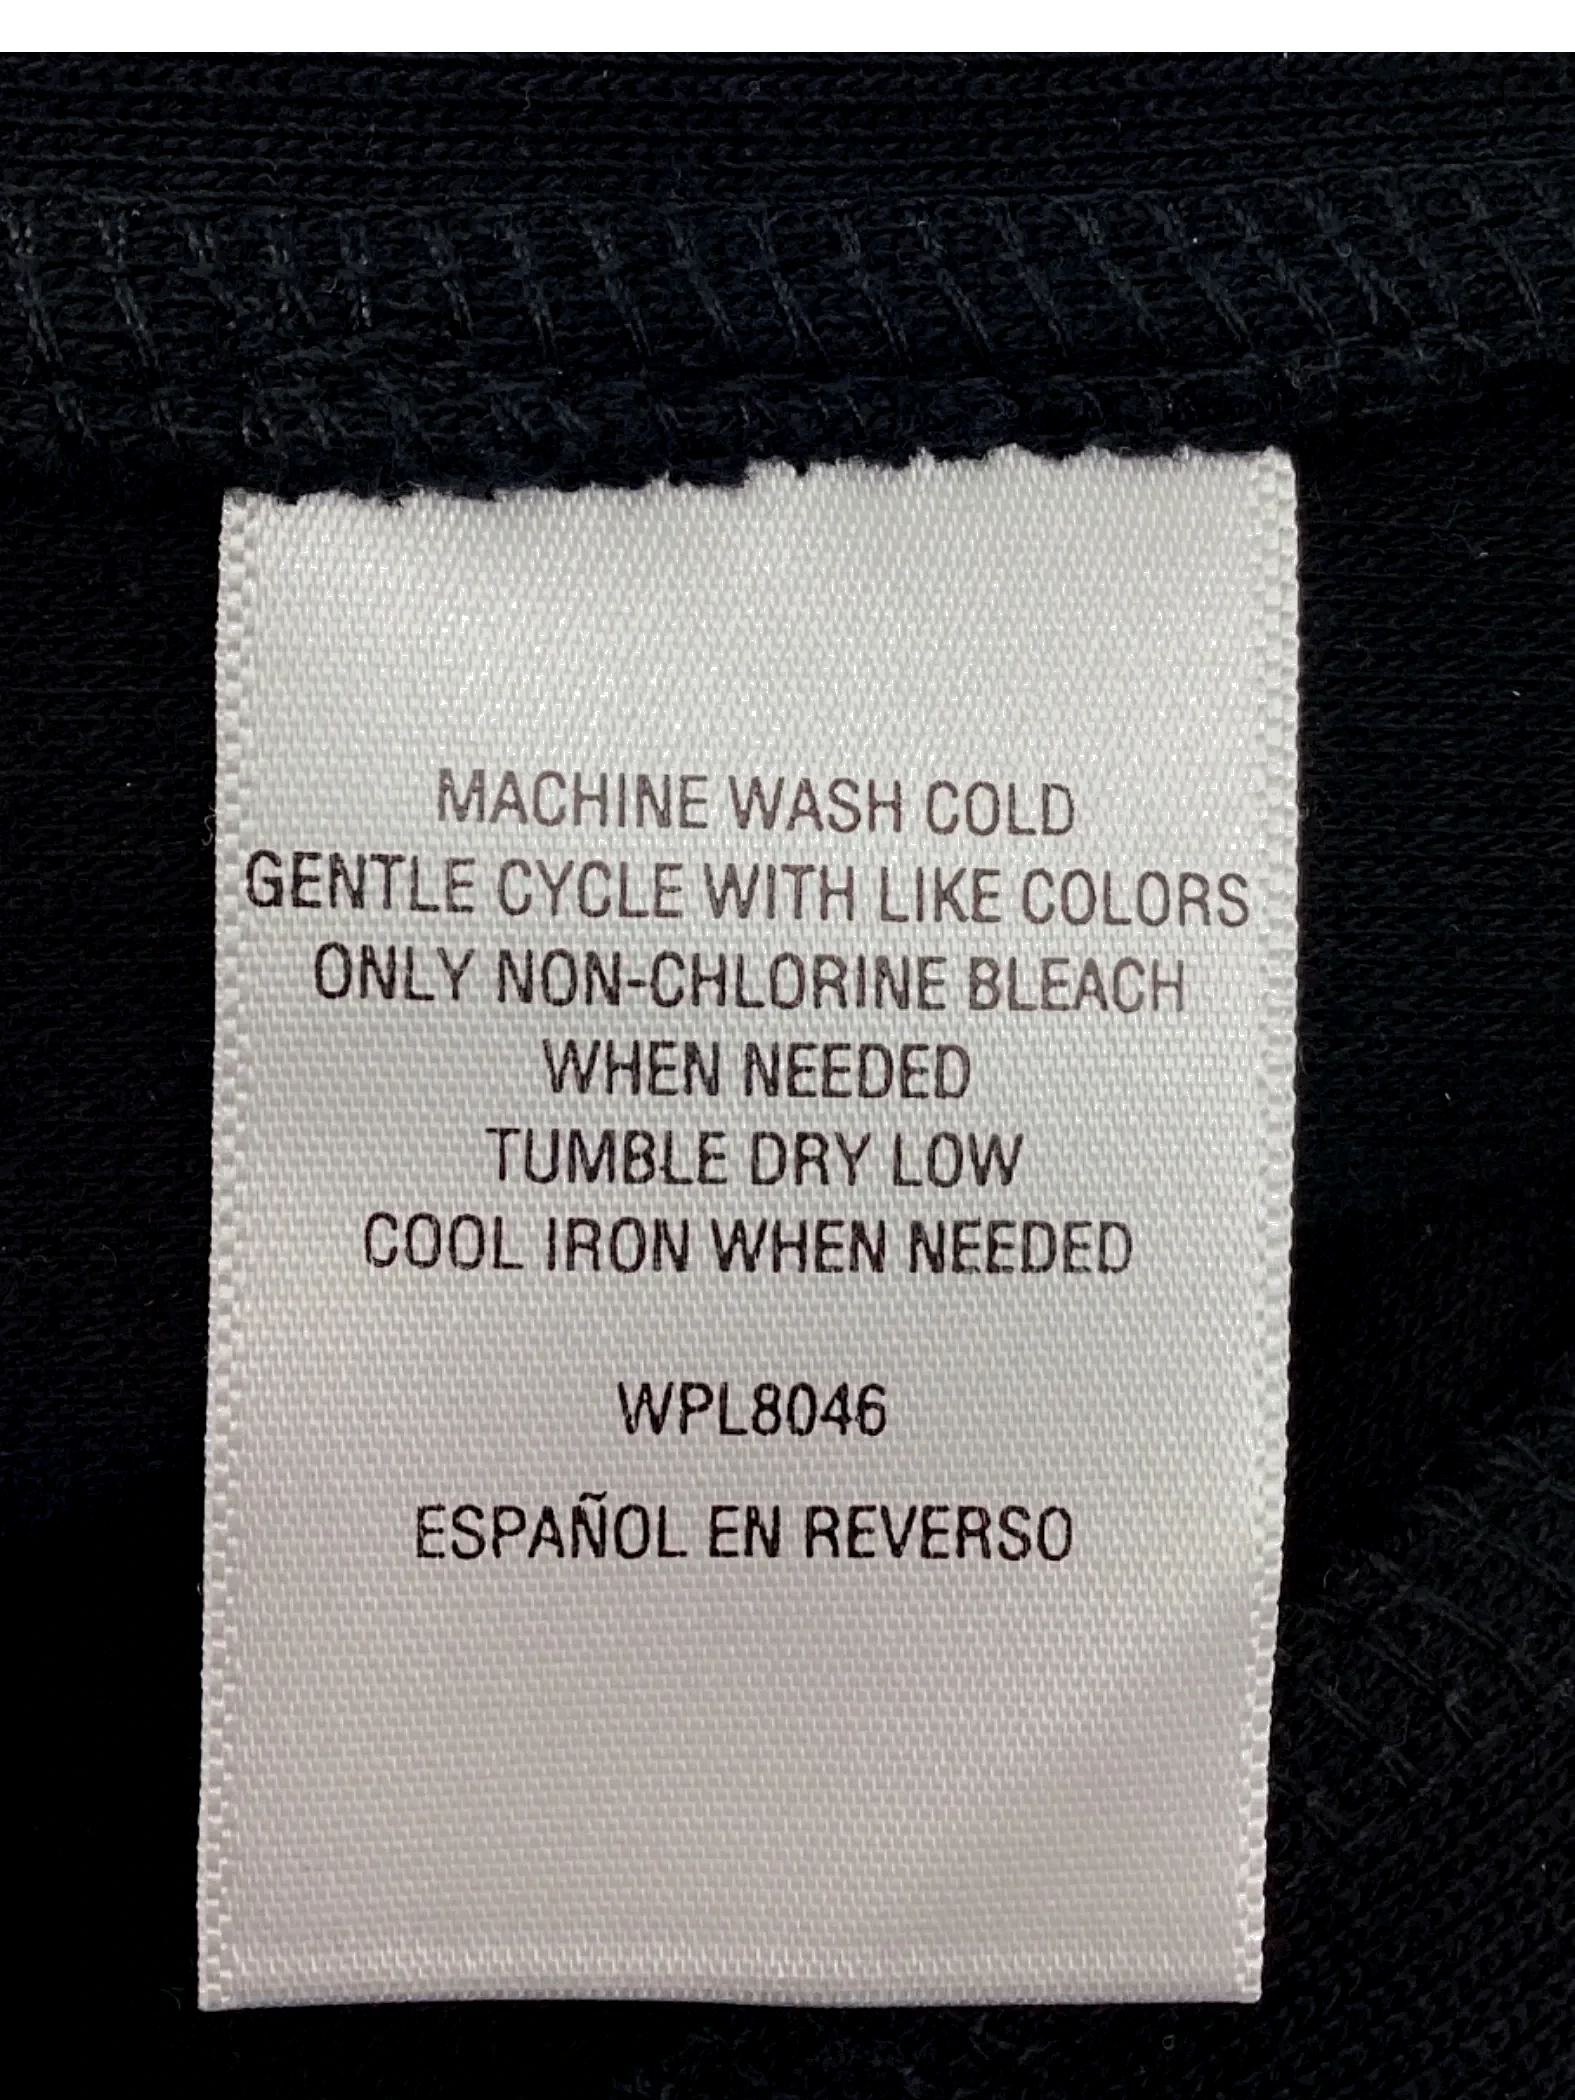 MACHINE WASH COLD
GENTLE CYCLE WITH LIKE COLORS
ONLY NON-CHLORINE BLEACH
WHEN NEEDED
TUMBLE DRY LOW
COOL IRON WHEN NEEDED
WPL8046
ESPAÑOL EN REVERSO